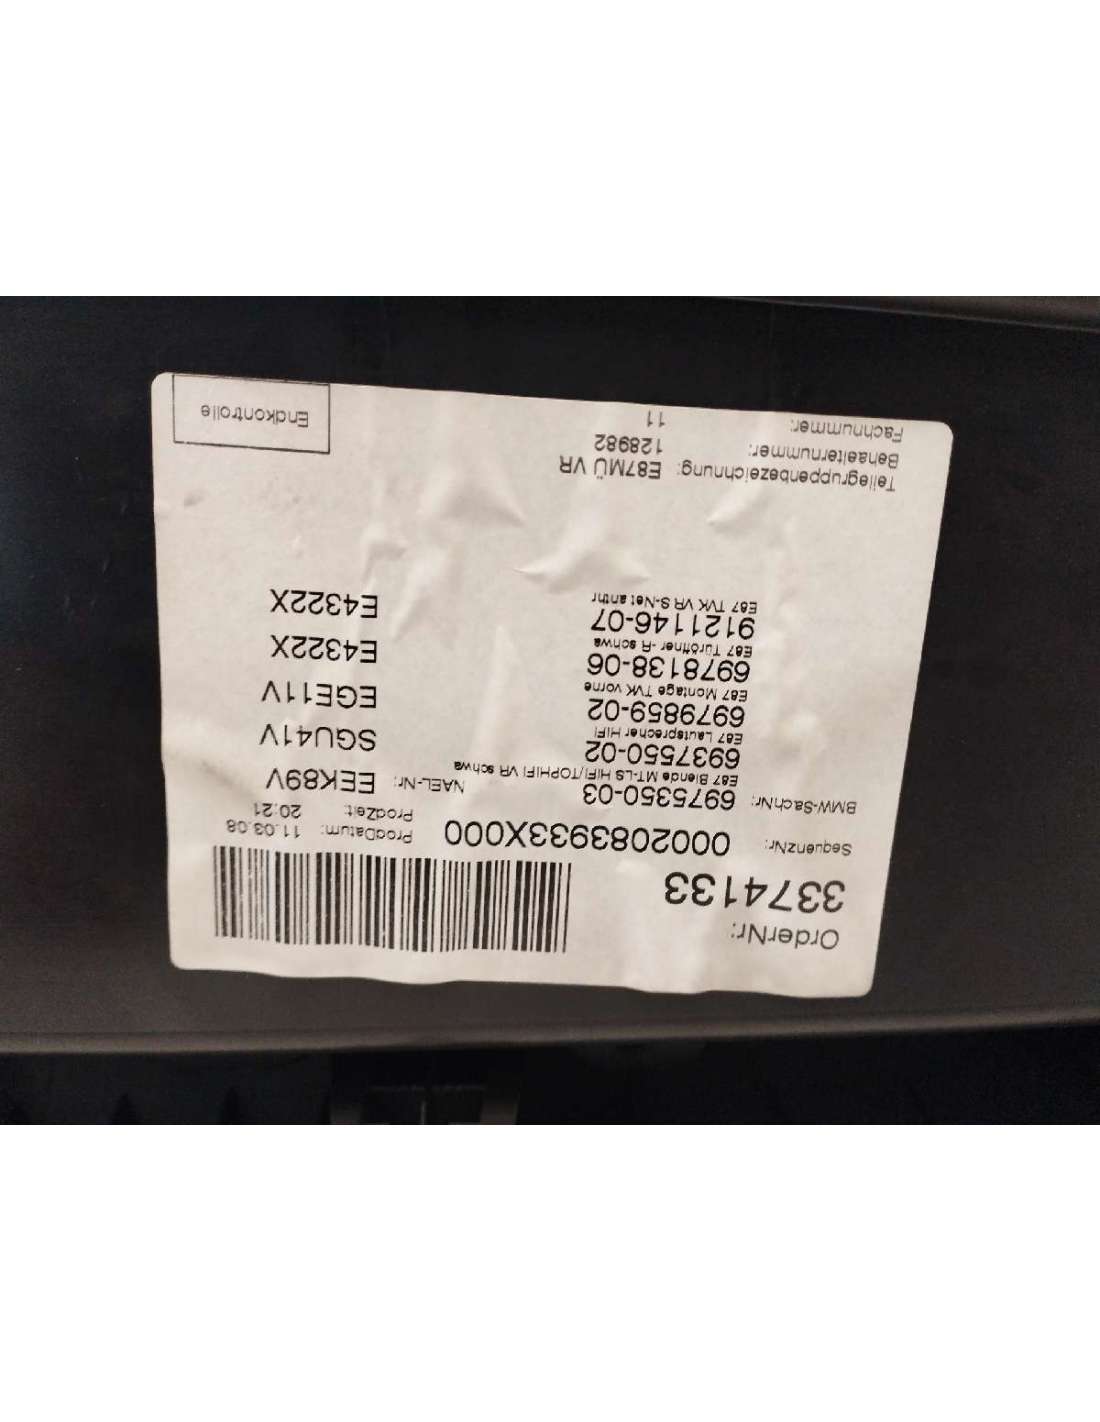 OrderNr:
3374133
SequenzNr: 0002083933X000 ProdDatum: 11.03.08
ProdZeit: 20:21
BMW-SachNr: 6975350-03 NAEL-Nr: EEK89V
E87 Blende MT-LS HIFI/TOPHIFI VR schwa
6937550-02 SGU41V
E87 Lautsprecher HIFI
6979859-02 EGE11V
E87 Montage TVK vorne
6978138-06 E4322X
E87 Türöffner -R schwa
9121146-07 E4322X
E87 TVK VR S-Net anthr
Teilegruppenbezeichnung: E87MÜ VR
Behaelternummer: 128982
Fachnummer: 11
Endkontrolle